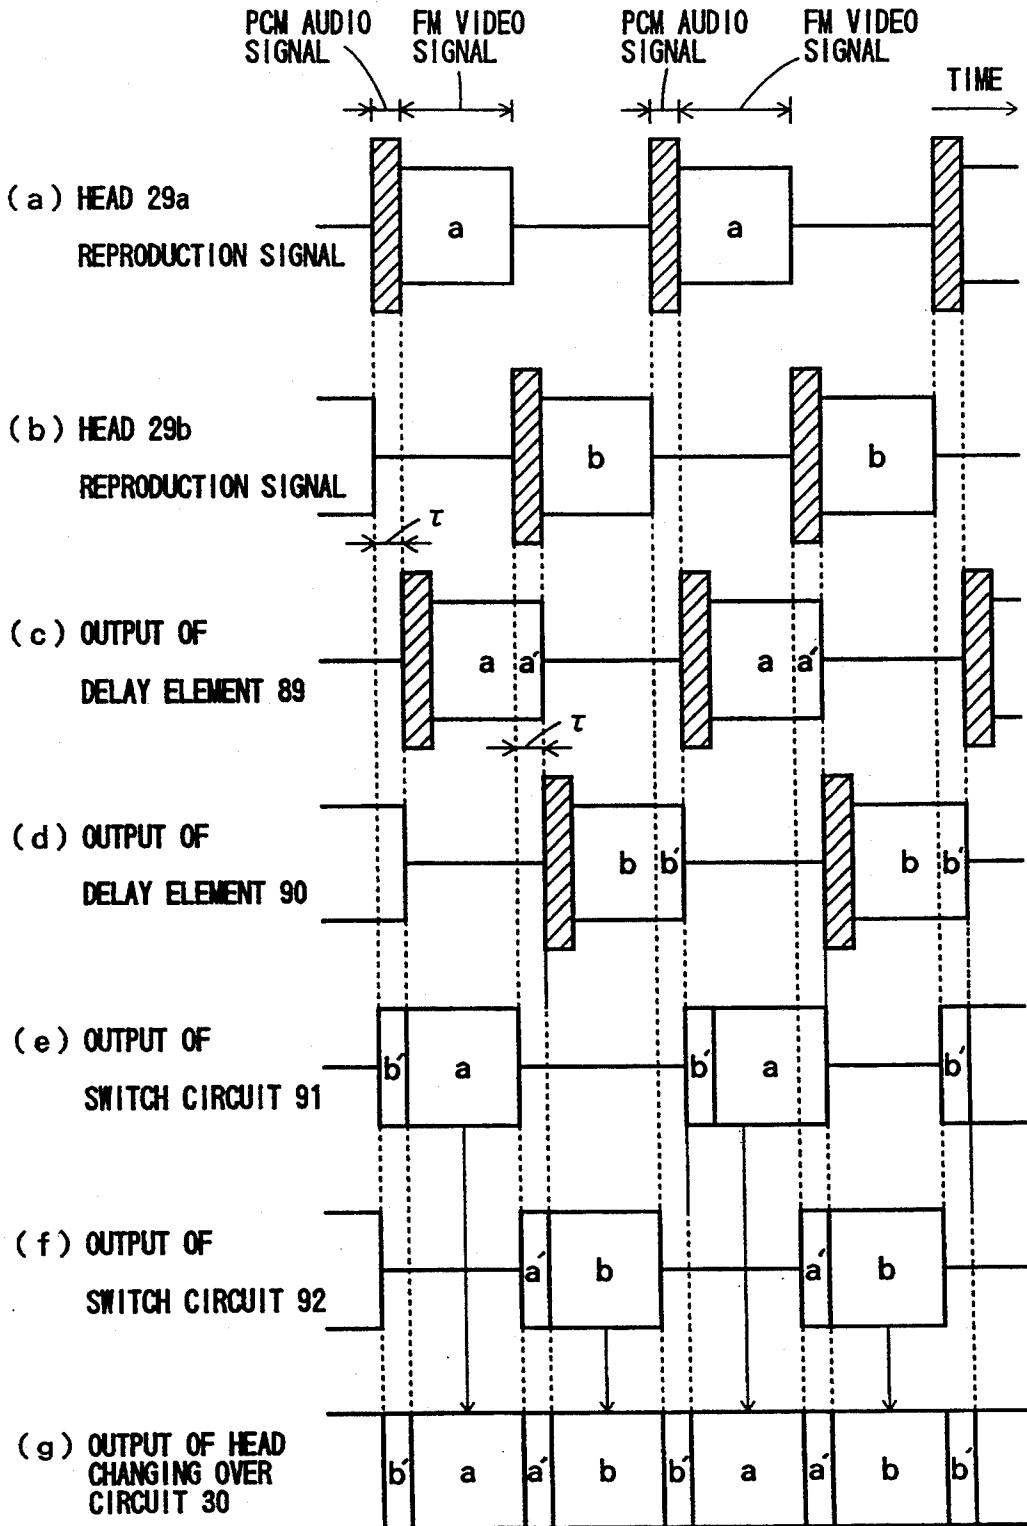 PCM AUDIO SIGNAL
FM VIDEO SIGNAL
PCM AUDIO SIGNAL
FM VIDEO SIGNAL
TIME
(a) HEAD 29a
REPRODUCTION SIGNAL
a
a
(b) HEAD 29b
REPRODUCTION SIGNAL
b
b
τ
(c) OUTPUT OF
DELAY ELEMENT 89
a a′
a a′
τ
(d) OUTPUT OF
DELAY ELEMENT 90
b b′
b b′
(e) OUTPUT OF
SWITCH CIRCUIT 91
b′ a
b′ a
b′
(f) OUTPUT OF
SWITCH CIRCUIT 92
a′ b
a′ b
(g) OUTPUT OF HEAD
CHANGING OVER
CIRCUIT 30
b′ a a′ b b′ a a′ b b′